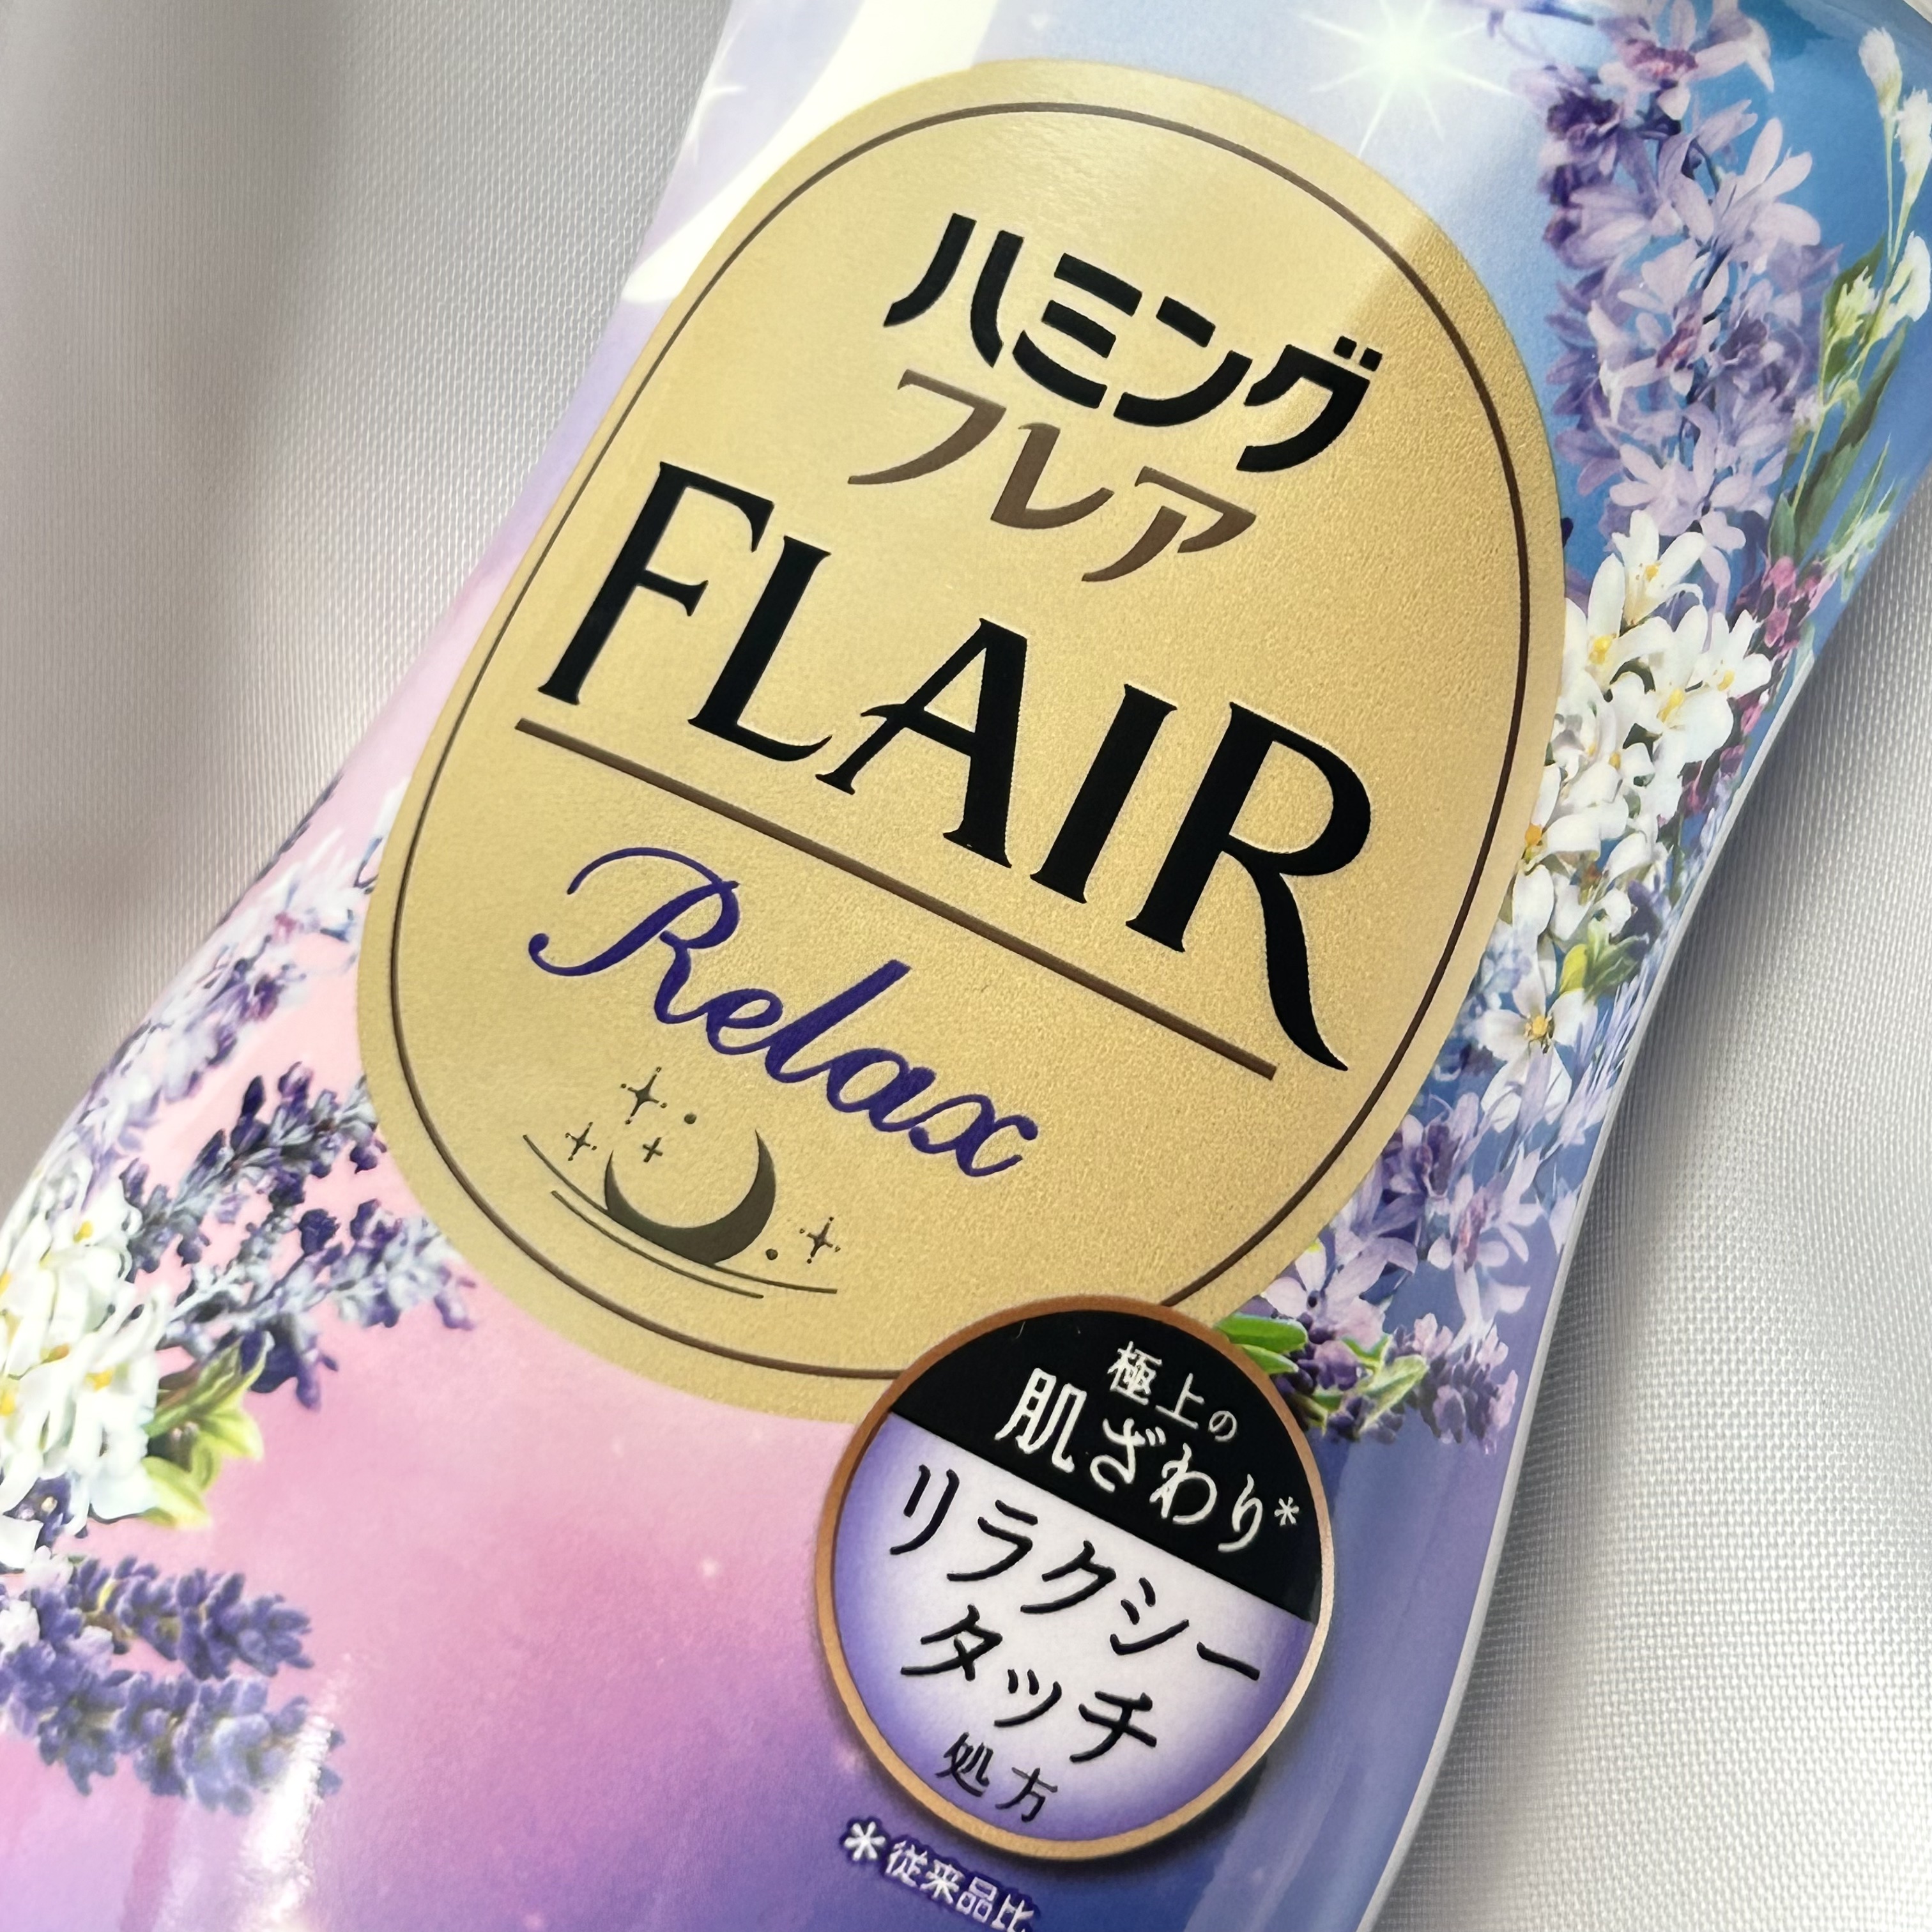 ハミング
フレア
FLAIR
Relax
極上の
肌ざわり*
リラクシー
タッチ
処方
*従来品比